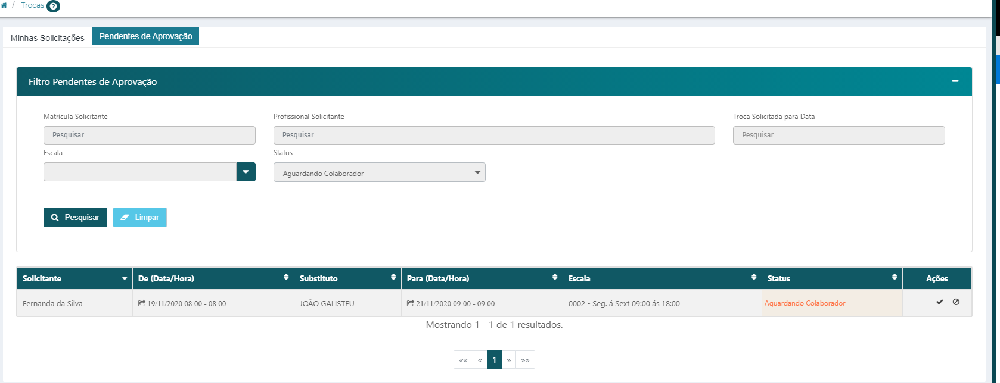 / Trocas ?
Minhas Solicitações Pendentes de Aprovação
Filtro Pendentes de Aprovação
Matrícula Solicitante Profissional Solicitante Troca Solicitada para Data
Pesquisar Pesquisar Pesquisar
Escala Status
Aguardando Colaborador
Pesquisar Limpar
Solicitante De (Data/Hora) Substituto Para (Data/Hora) Escala Status Ações
Fernanda da Silva 19/11/2020 08:00 - 08:00 JOÃO GALISTEU 21/11/2020 09:00 - 09:00 0002 - Seg. á Sext 09:00 ás 18:00 Aguardando Colaborador
Mostrando 1 - 1 de 1 resultados.
«« « 1 » »»